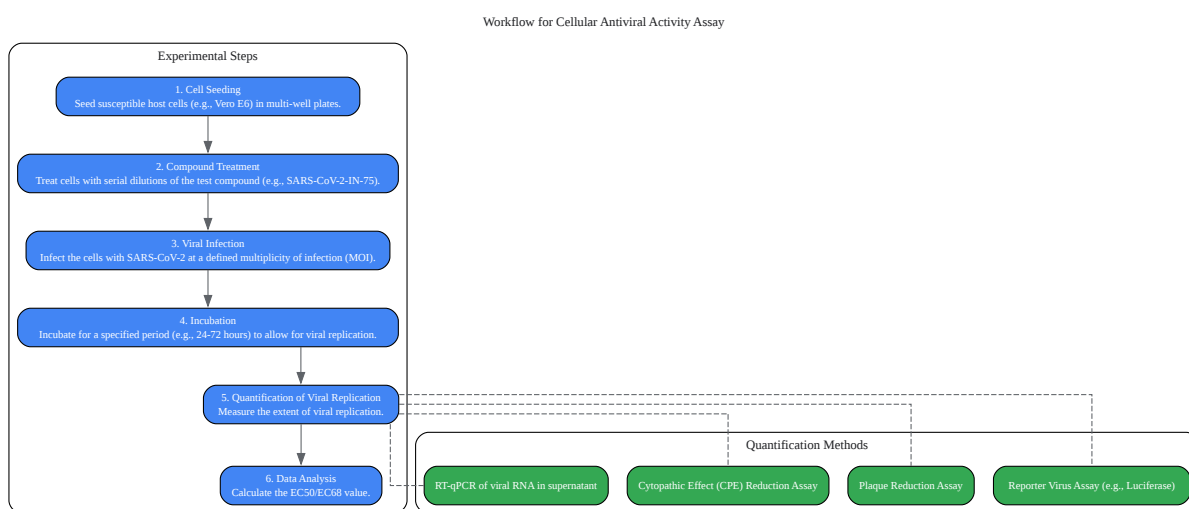 Workflow for Cellular Antiviral Activity Assay
Experimental Steps
1. Cell Seeding
Seed susceptible host cells (e.g., Vero E6) in multi-well plates.
2. Compound Treatment
Treat cells with serial dilutions of the test compound (e.g., SARS-CoV-2-IN-75).
3. Viral Infection
Infect the cells with SARS-CoV-2 at a defined multiplicity of infection (MOI).
4. Incubation
Incubate for a specified period (e.g., 24-72 hours) to allow for viral replication.
5. Quantification of Viral Replication
Measure the extent of viral replication.
6. Data Analysis
Calculate the EC50/EC68 value.
Quantification Methods
RT-qPCR of viral RNA in supernatant
Cytopathic Effect (CPE) Reduction Assay
Plaque Reduction Assay
Reporter Virus Assay (e.g., Luciferase)